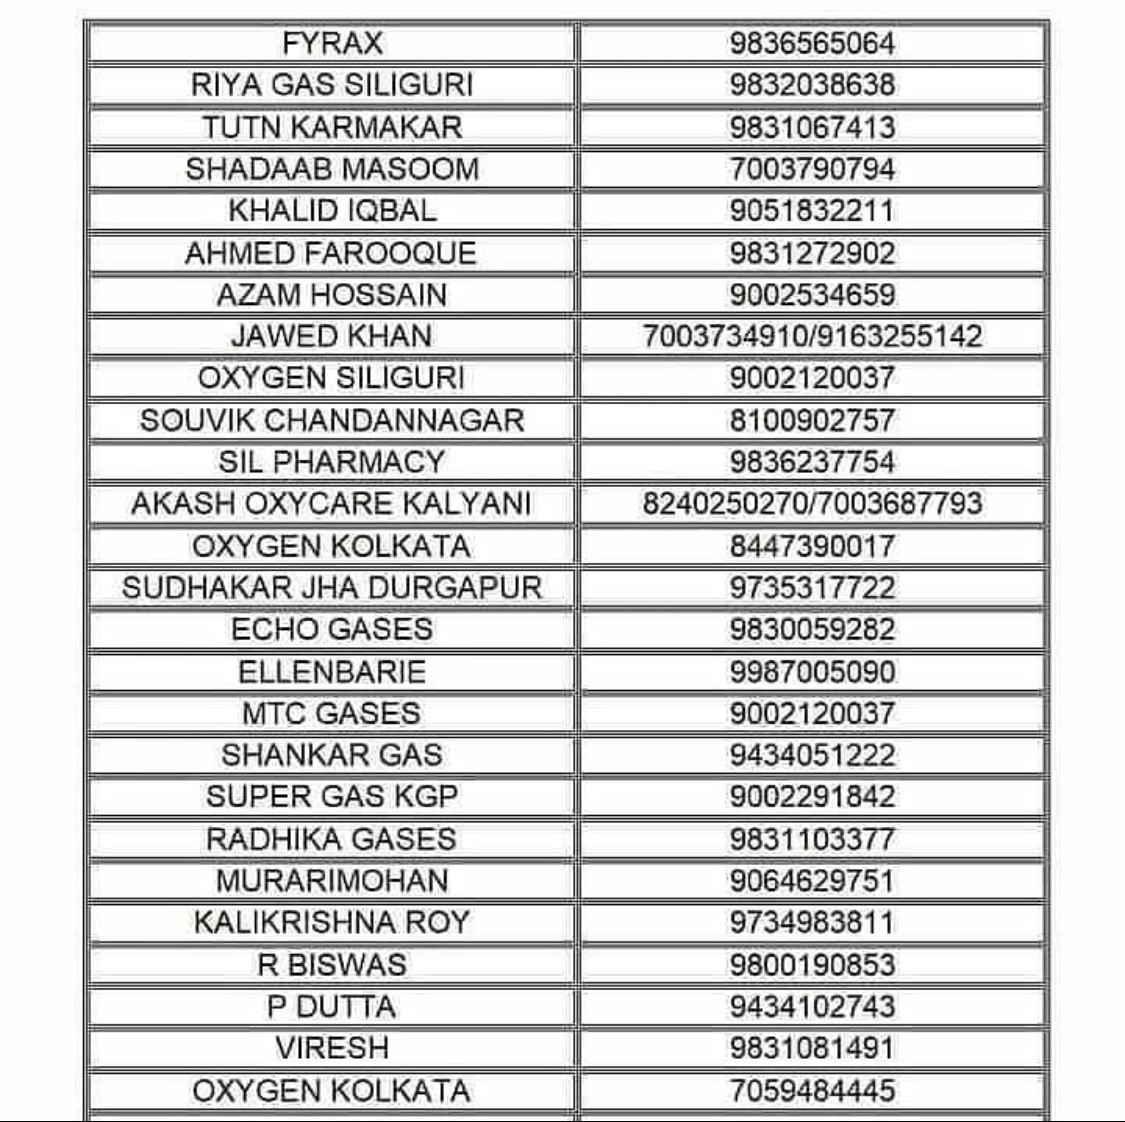 FYRAX 9836565064
RIYA GAS SILIGURI 9832038638
TUTN KARMAKAR 9831067413
SHADAAB MASOOM 7003790794
KHALID IQBAL 9051832211
AHMED FAROOQUE 9831272902
AZAM HOSSAIN 9002534659
JAWED KHAN 7003734910/9163255142
OXYGEN SILIGURI 9002120037
SOUVIK CHANDANNAGAR 8100902757
SIL PHARMACY 9836237754
AKASH OXYCARE KALYANI 8240250270/7003687793
OXYGEN KOLKATA 8447390017
SUDHAKAR JHA DURGAPUR 9735317722
ECHO GASES 9830059282
ELLENBARIE 9987005090
MTC GASES 9002120037
SHANKAR GAS 9434051222
SUPER GAS KGP 9002291842
RADHIKA GASES 9831103377
MURARIMOHAN 9064629751
KALIKRISHNA ROY 9734983811
R BISWAS 9800190853
P DUTTA 9434102743
VIRESH 9831081491
OXYGEN KOLKATA 7059484445